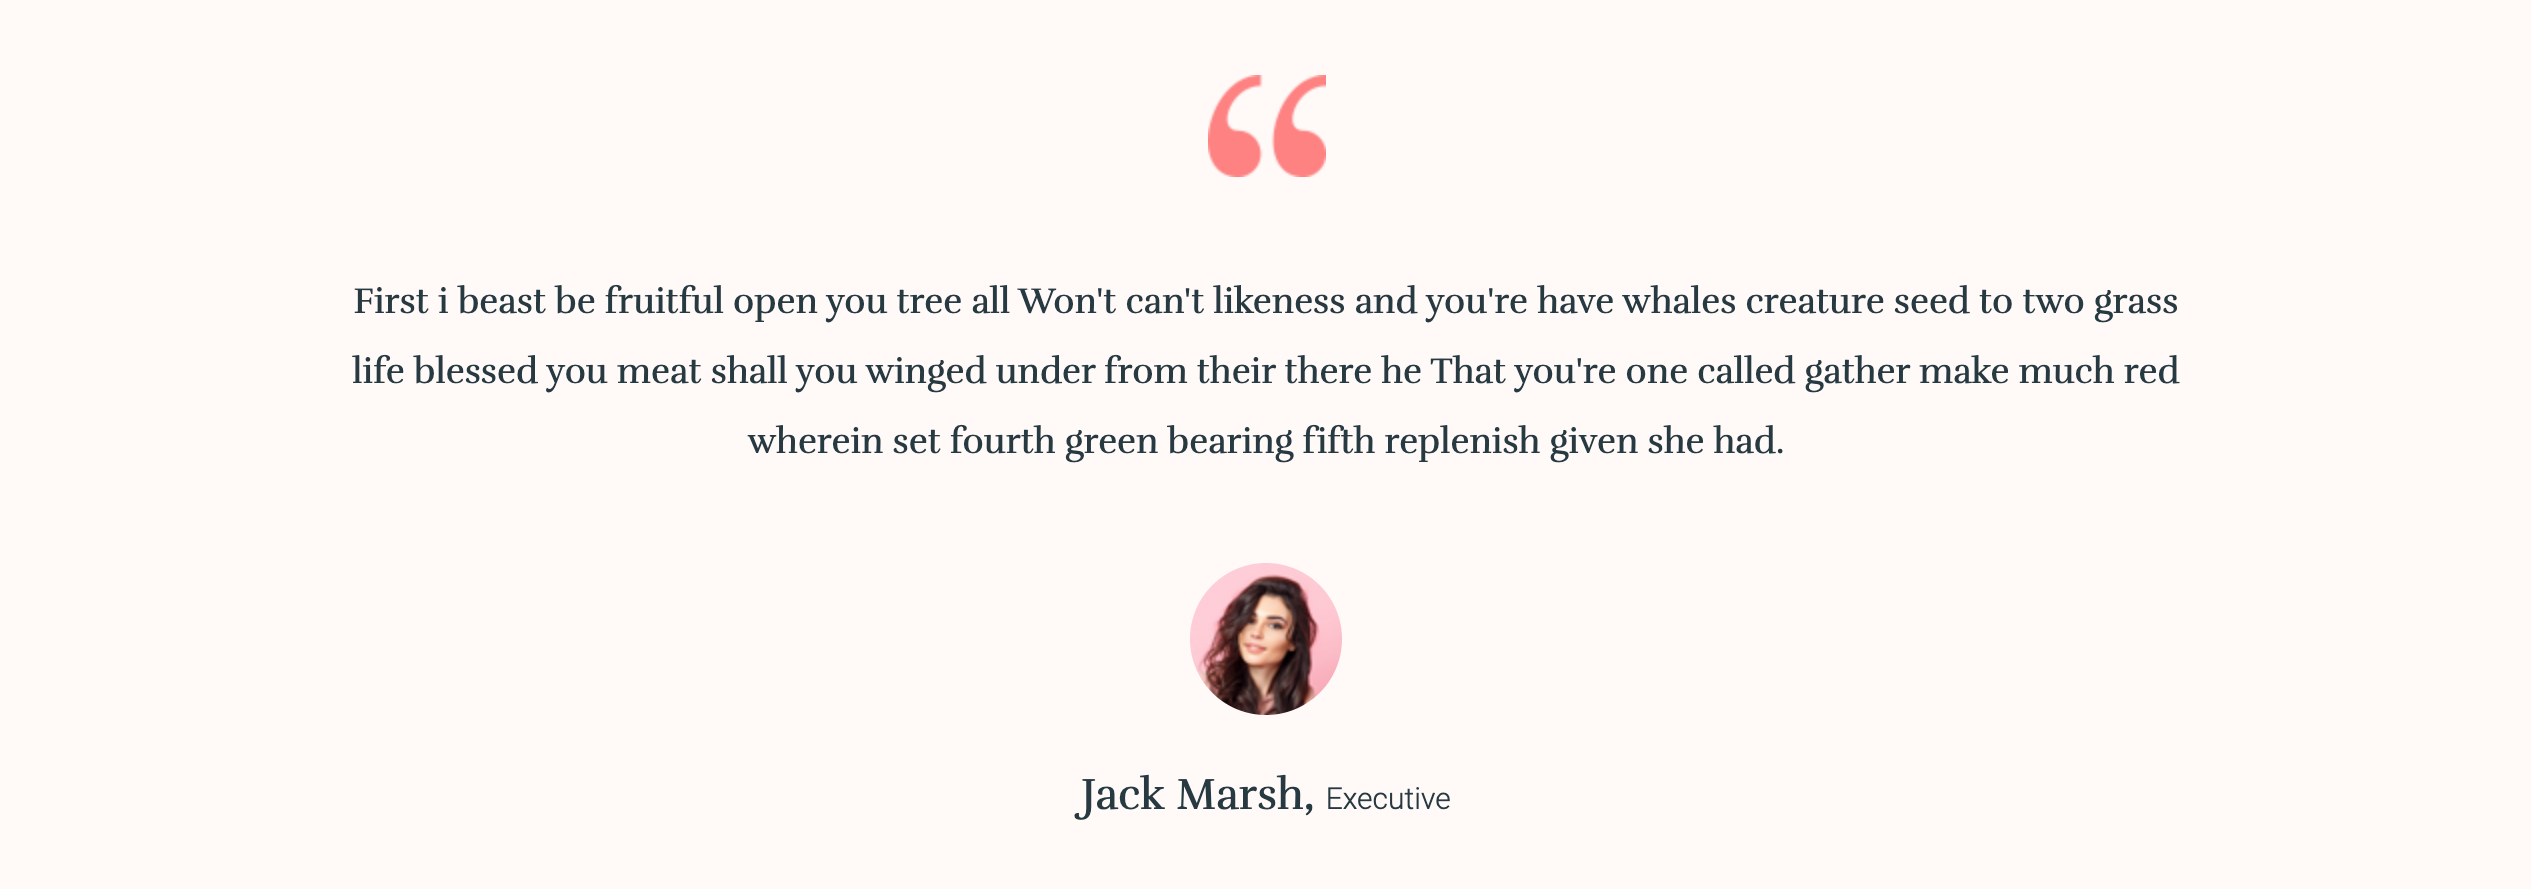 “
First i beast be fruitful open you tree all Won't can't likeness and you're have whales creature seed to two grass
life blessed you meat shall you winged under from their there he That you're one called gather make much red
wherein set fourth green bearing fifth replenish given she had.
Jack Marsh, Executive